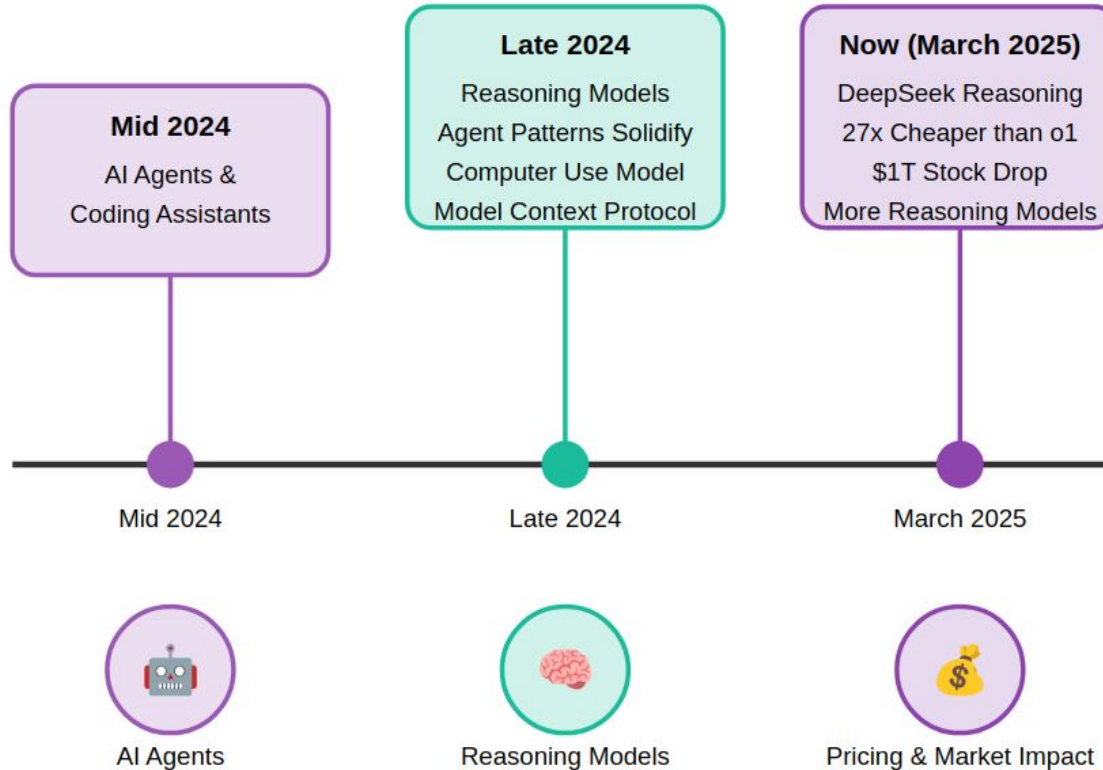 Mid 2024
AI Agents &
Coding Assistants
Late 2024
Reasoning Models
Agent Patterns Solidify
Computer Use Model
Model Context Protocol
Now (March 2025)
DeepSeek Reasoning
27x Cheaper than o1
$1T Stock Drop
More Reasoning Models
Mid 2024
Late 2024
March 2025
$
AI Agents
Reasoning Models
Pricing & Market Impact